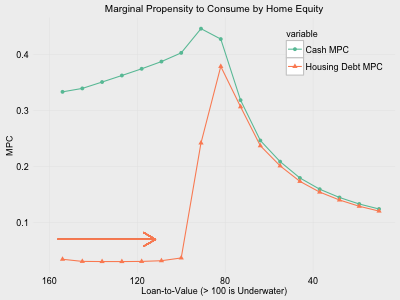 Marginal Propensity to Consume by Home Equity
variable
Cash MPC
Housing Debt MPC
MPC
0.4
0.3
0.2
0.1
160
120
80
40
Loan-to-Value (> 100 is Underwater)